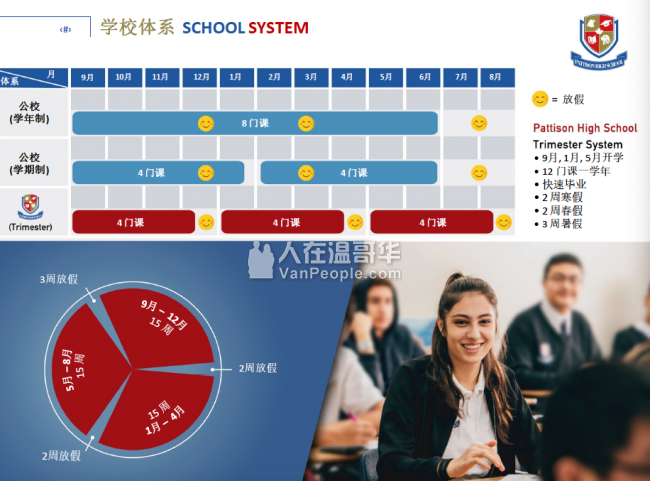 ‹#›
学校体系 SCHOOL SYSTEM
PATTISON HIGH SCHOOL
体系 月 9月 10月 11月 12月 1月 2月 3月 4月 5月 6月 7月 8月
公校
(学年制)
8 门课
公校
(学期制)
4 门课 4 门课
(Trimester)
4 门课 4 门课 4 门课
= 放假
Pattison High School
Trimester System
• 9月, 1月, 5月开学
• 12 门课一学年
• 快速毕业
• 2 周寒假
• 2 周春假
• 3 周暑假
人在温哥华
VanPeople.com
3周放假
9月 – 12月
15 周
5月 – 8月
15 周
2周放假
15 周
1月 – 4月
2周放假